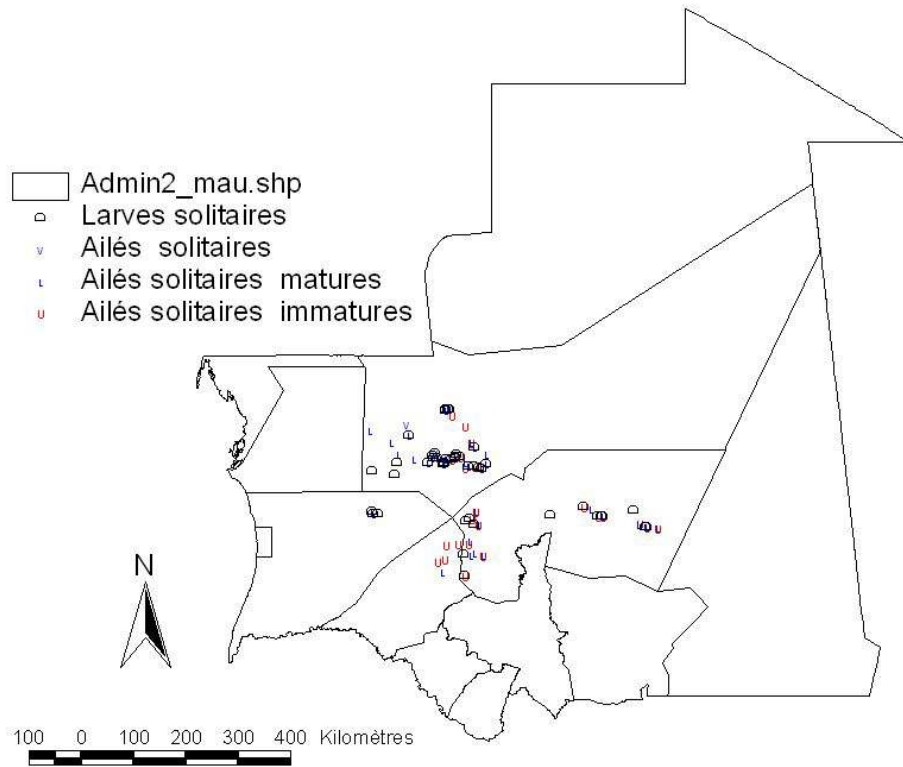 Admin2_mau.shp
Larves solitaires
Ailés solitaires
Ailés solitaires matures
Ailés solitaires immatures
N
100 0 100 200 300 400 Kilomètres